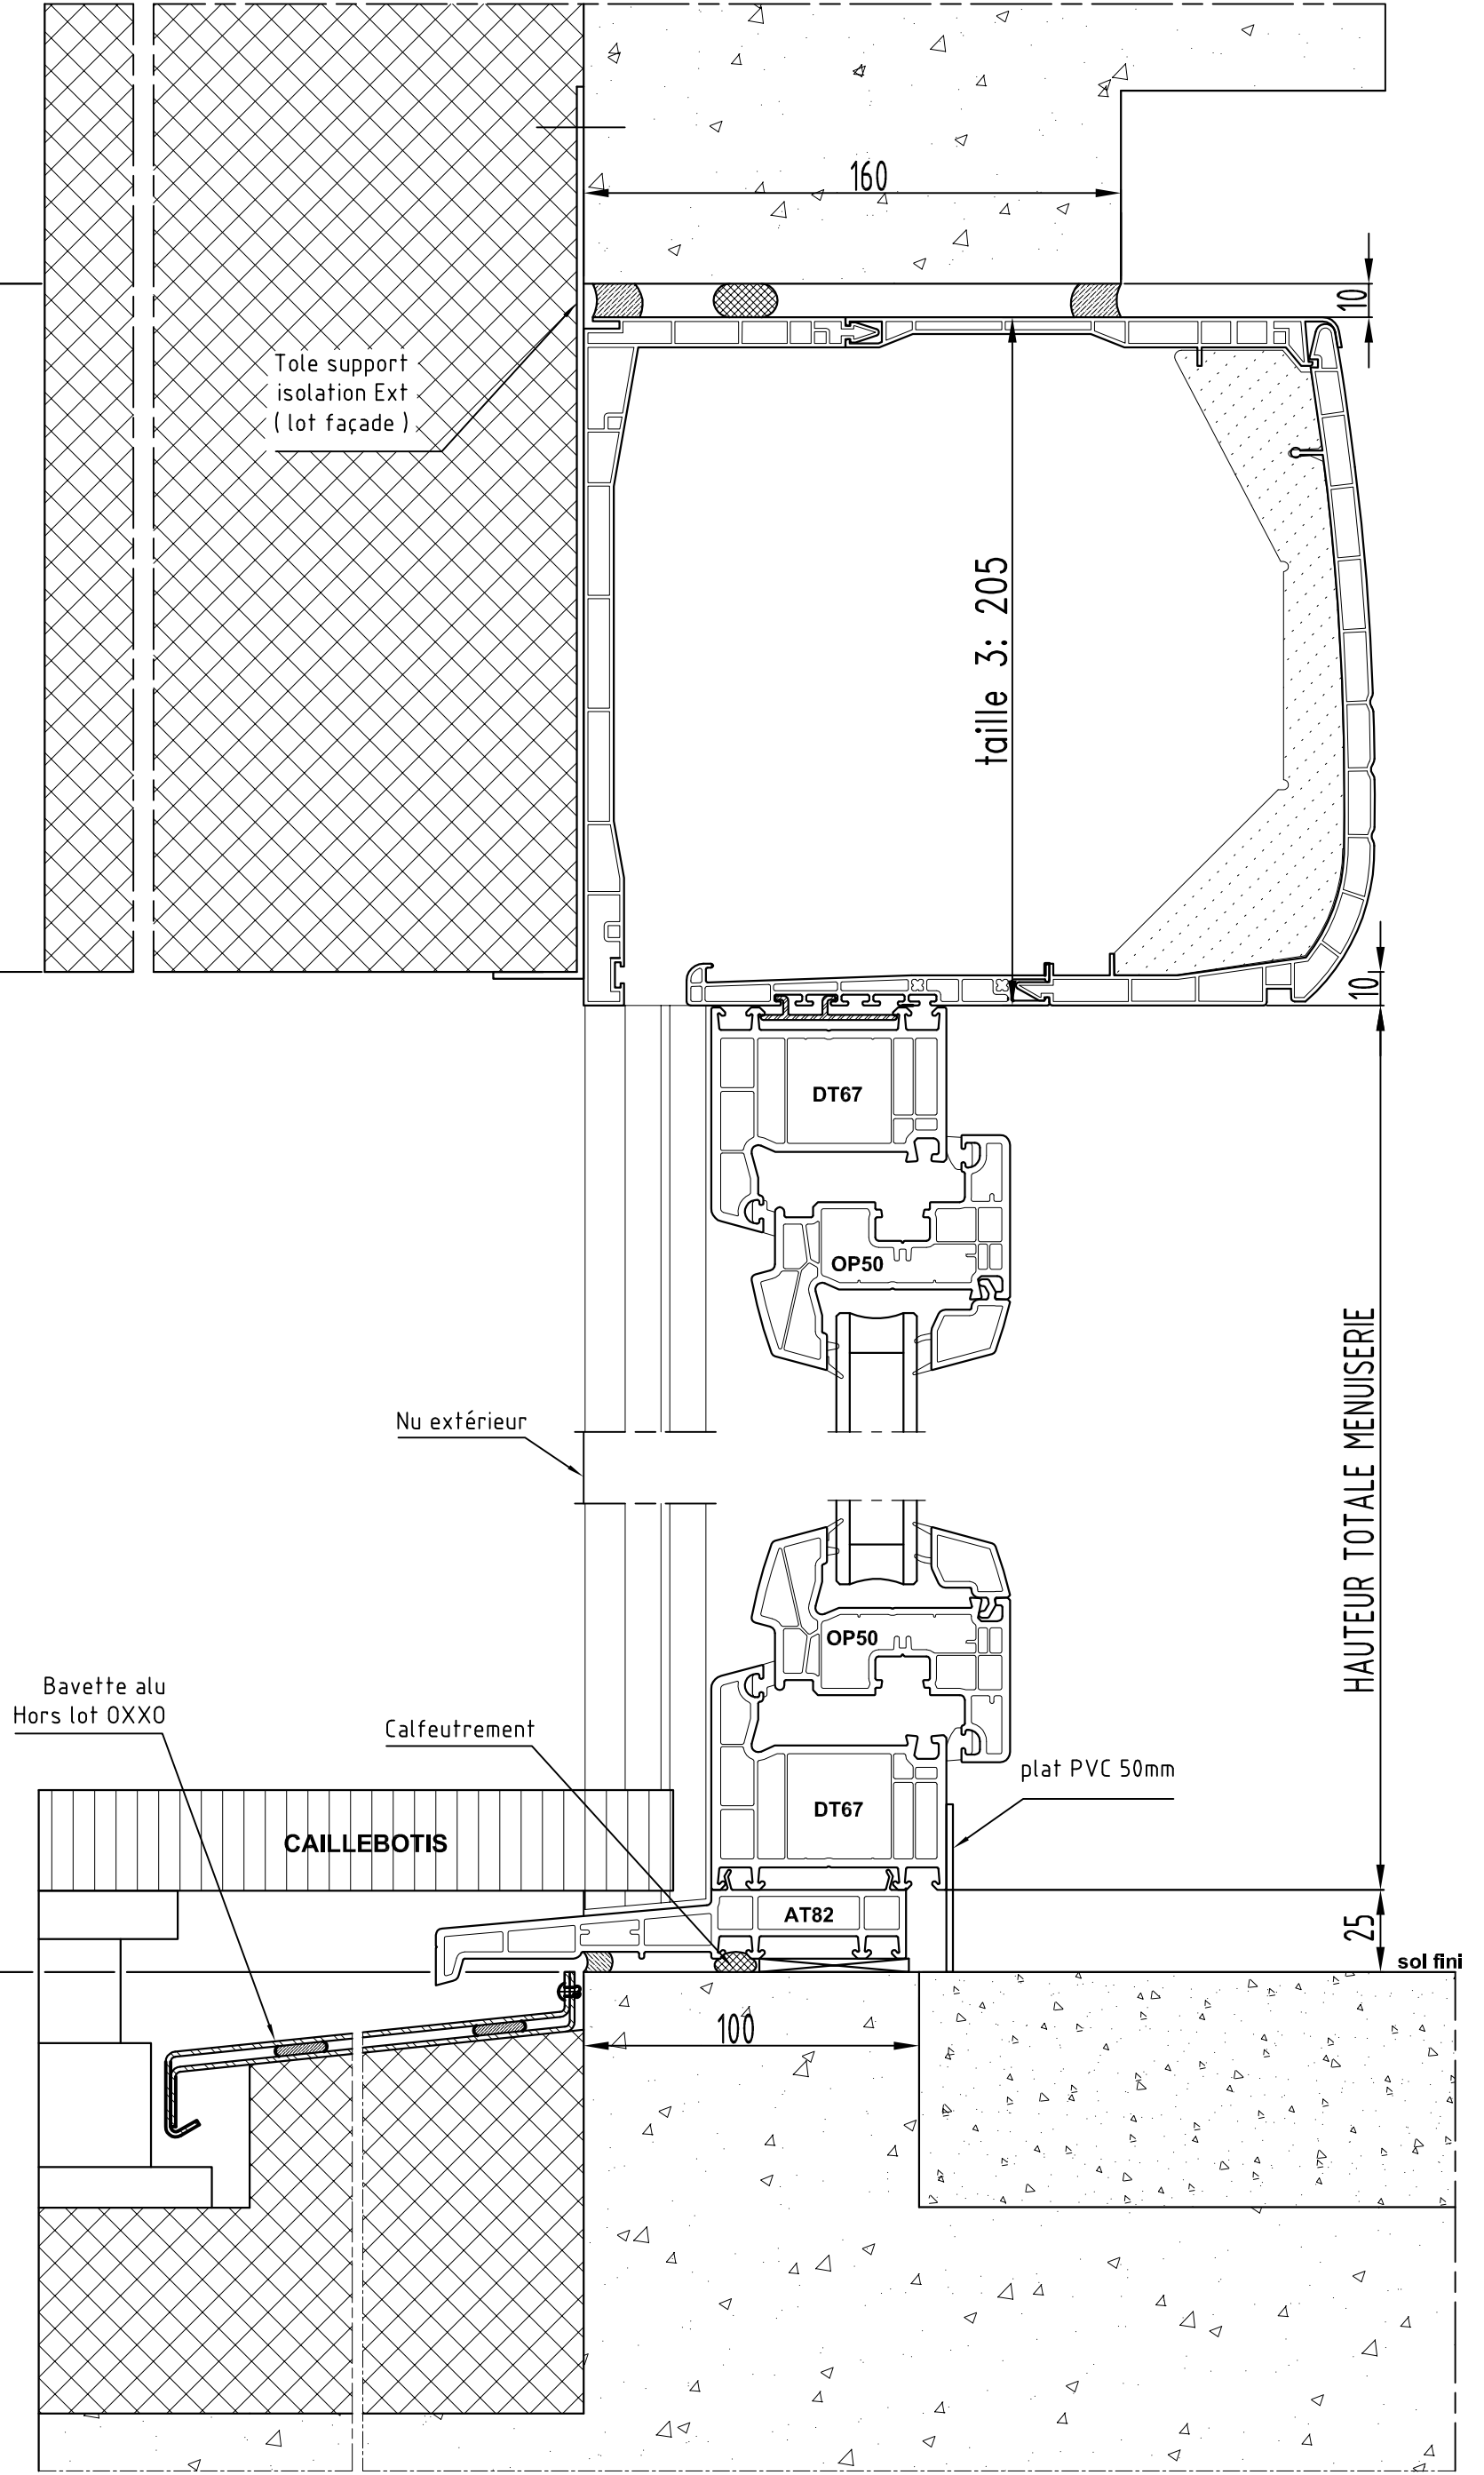 160
10
Tole support
isolation Ext
( lot façade )
taille 3: 205
10
DT67
OP50
HAUTEUR TOTALE MENUISERIE
Nu extérieur
OP50
Bavette alu
Hors lot OXXO
Calfeutrement
plat PVC 50mm
DT67
CAILLEBOTIS
AT82
25
sol fini
100